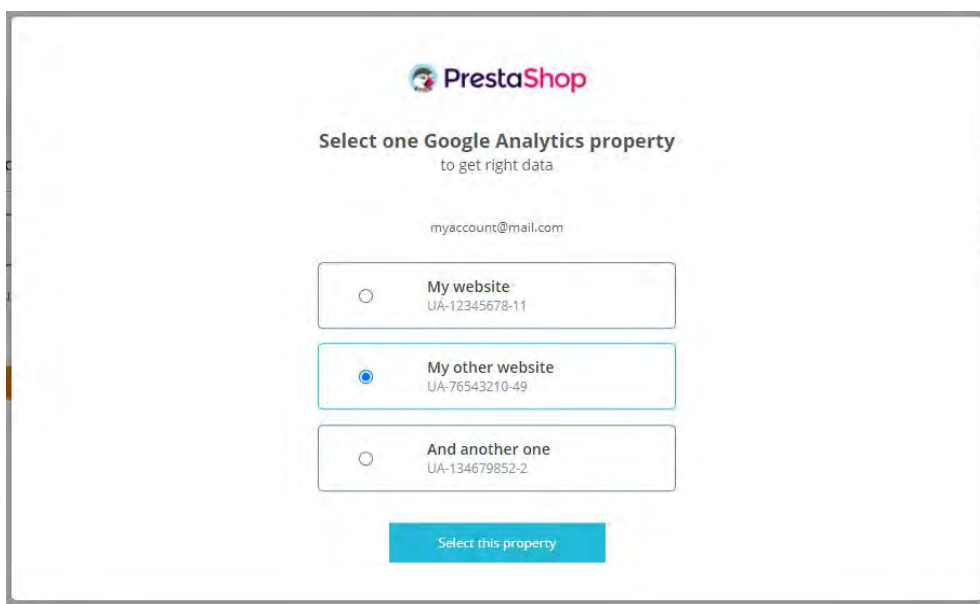 PrestaShop
Select one Google Analytics property
to get right data
myaccount@mail.com
My website
UA-12345678-11
My other website
UA-76543210-49
And another one
UA-134679852-2
Select this property